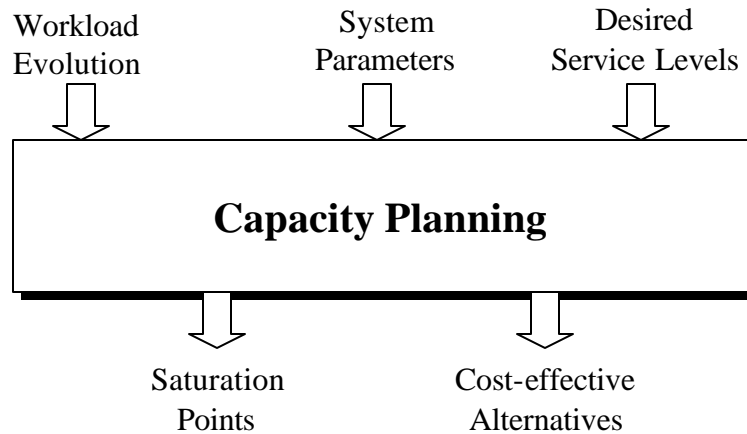 Workload
Evolution
System
Parameters
Desired
Service Levels
Capacity Planning
Saturation
Points
Cost-effective
Alternatives